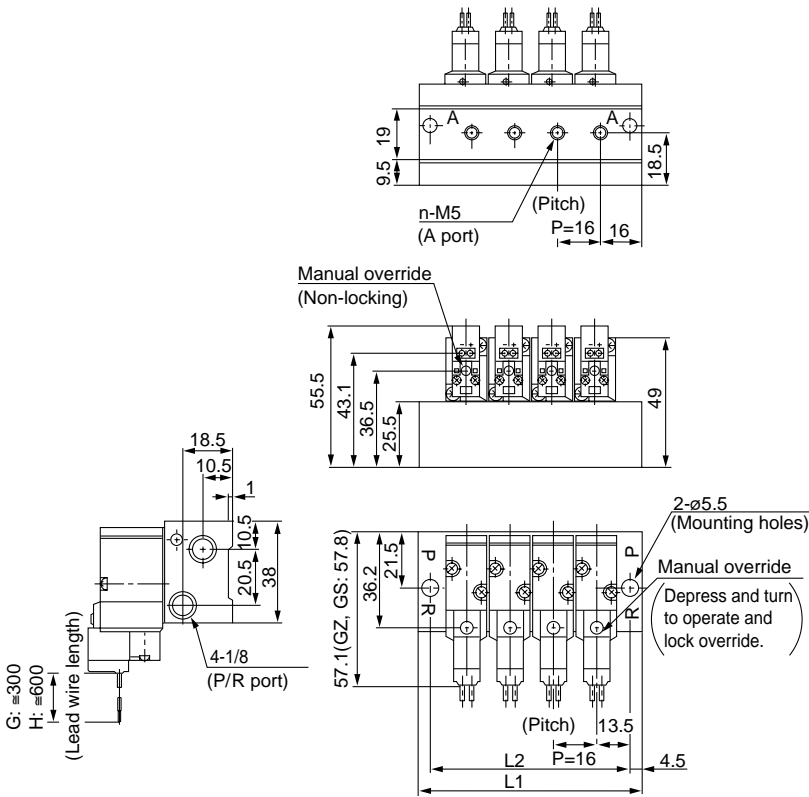 A
A
19
9.5
18.5
n-M5
(A port)
(Pitch)
P=16
16
Manual override
(Non-locking)
- +
- +
- +
- +
55.5
43.1
36.5
25.5
49
18.5
10.5
1
10.5
20.5
38
4-1/8
(P/R port)
G: ≅300
H: ≅600
(Lead wire length)
57.1(GZ, GS: 57.8)
36.2
21.5
P
R
P
R
2-ø5.5
(Mounting holes)
Manual override
(Depress and turn
to operate and
lock override.)
(Pitch)
P=16
13.5
L2
4.5
L1